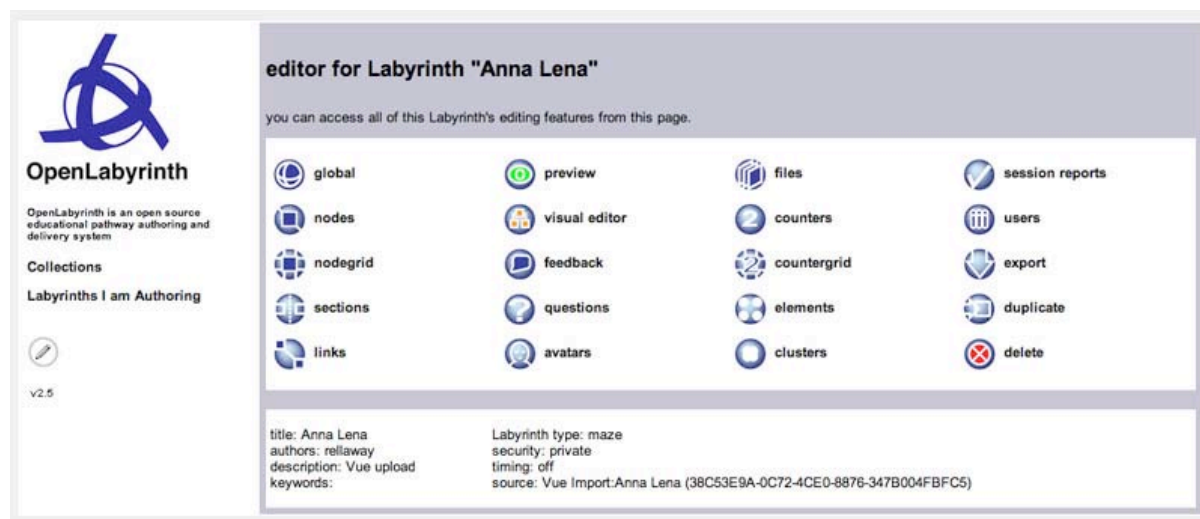 OpenLabyrinth
OpenLabyrinth is an open source
educational pathway authoring and
delivery system
Collections
Labyrinths I am Authoring
v2.5
editor for Labyrinth "Anna Lena"
you can access all of this Labyrinth's editing features from this page.
global preview files session reports
nodes visual editor 2 counters users
nodegrid feedback 2 countergrid export
sections ? questions elements duplicate
links avatars clusters delete
title: Anna Lena Labyrinth type: maze
authors: rellaway security: private
description: Vue upload timing: off
keywords: source: Vue Import:Anna Lena (38C53E9A-0C72-4CE0-8876-347B004FBFC5)